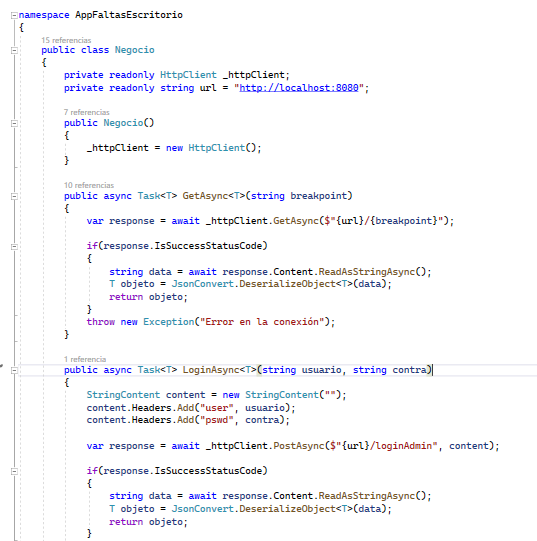 namespace AppFaltasEscritorio
{
15 referencias
public class Negocio
{
private readonly HttpClient _httpClient;
private readonly string url = "http://localhost:8080";
7 referencias
public Negocio()
{
_httpClient = new HttpClient();
}
10 referencias
public async Task<T> GetAsync<T>(string breakpoint)
{
var response = await _httpClient.GetAsync($"{url}/{breakpoint}");
if(response.IsSuccessStatusCode)
{
string data = await response.Content.ReadAsStringAsync();
T objeto = JsonConvert.DeserializeObject<T>(data);
return objeto;
}
throw new Exception("Error en la conexión");
}
1 referencia
public async Task<T> LoginAsync<T>(string usuario, string contra)
{
StringContent content = new StringContent("");
content.Headers.Add("user", usuario);
content.Headers.Add("pswd", contra);
var response = await _httpClient.PostAsync($"{url}/loginAdmin", content);
if(response.IsSuccessStatusCode)
{
string data = await response.Content.ReadAsStringAsync();
T objeto = JsonConvert.DeserializeObject<T>(data);
return objeto;
}